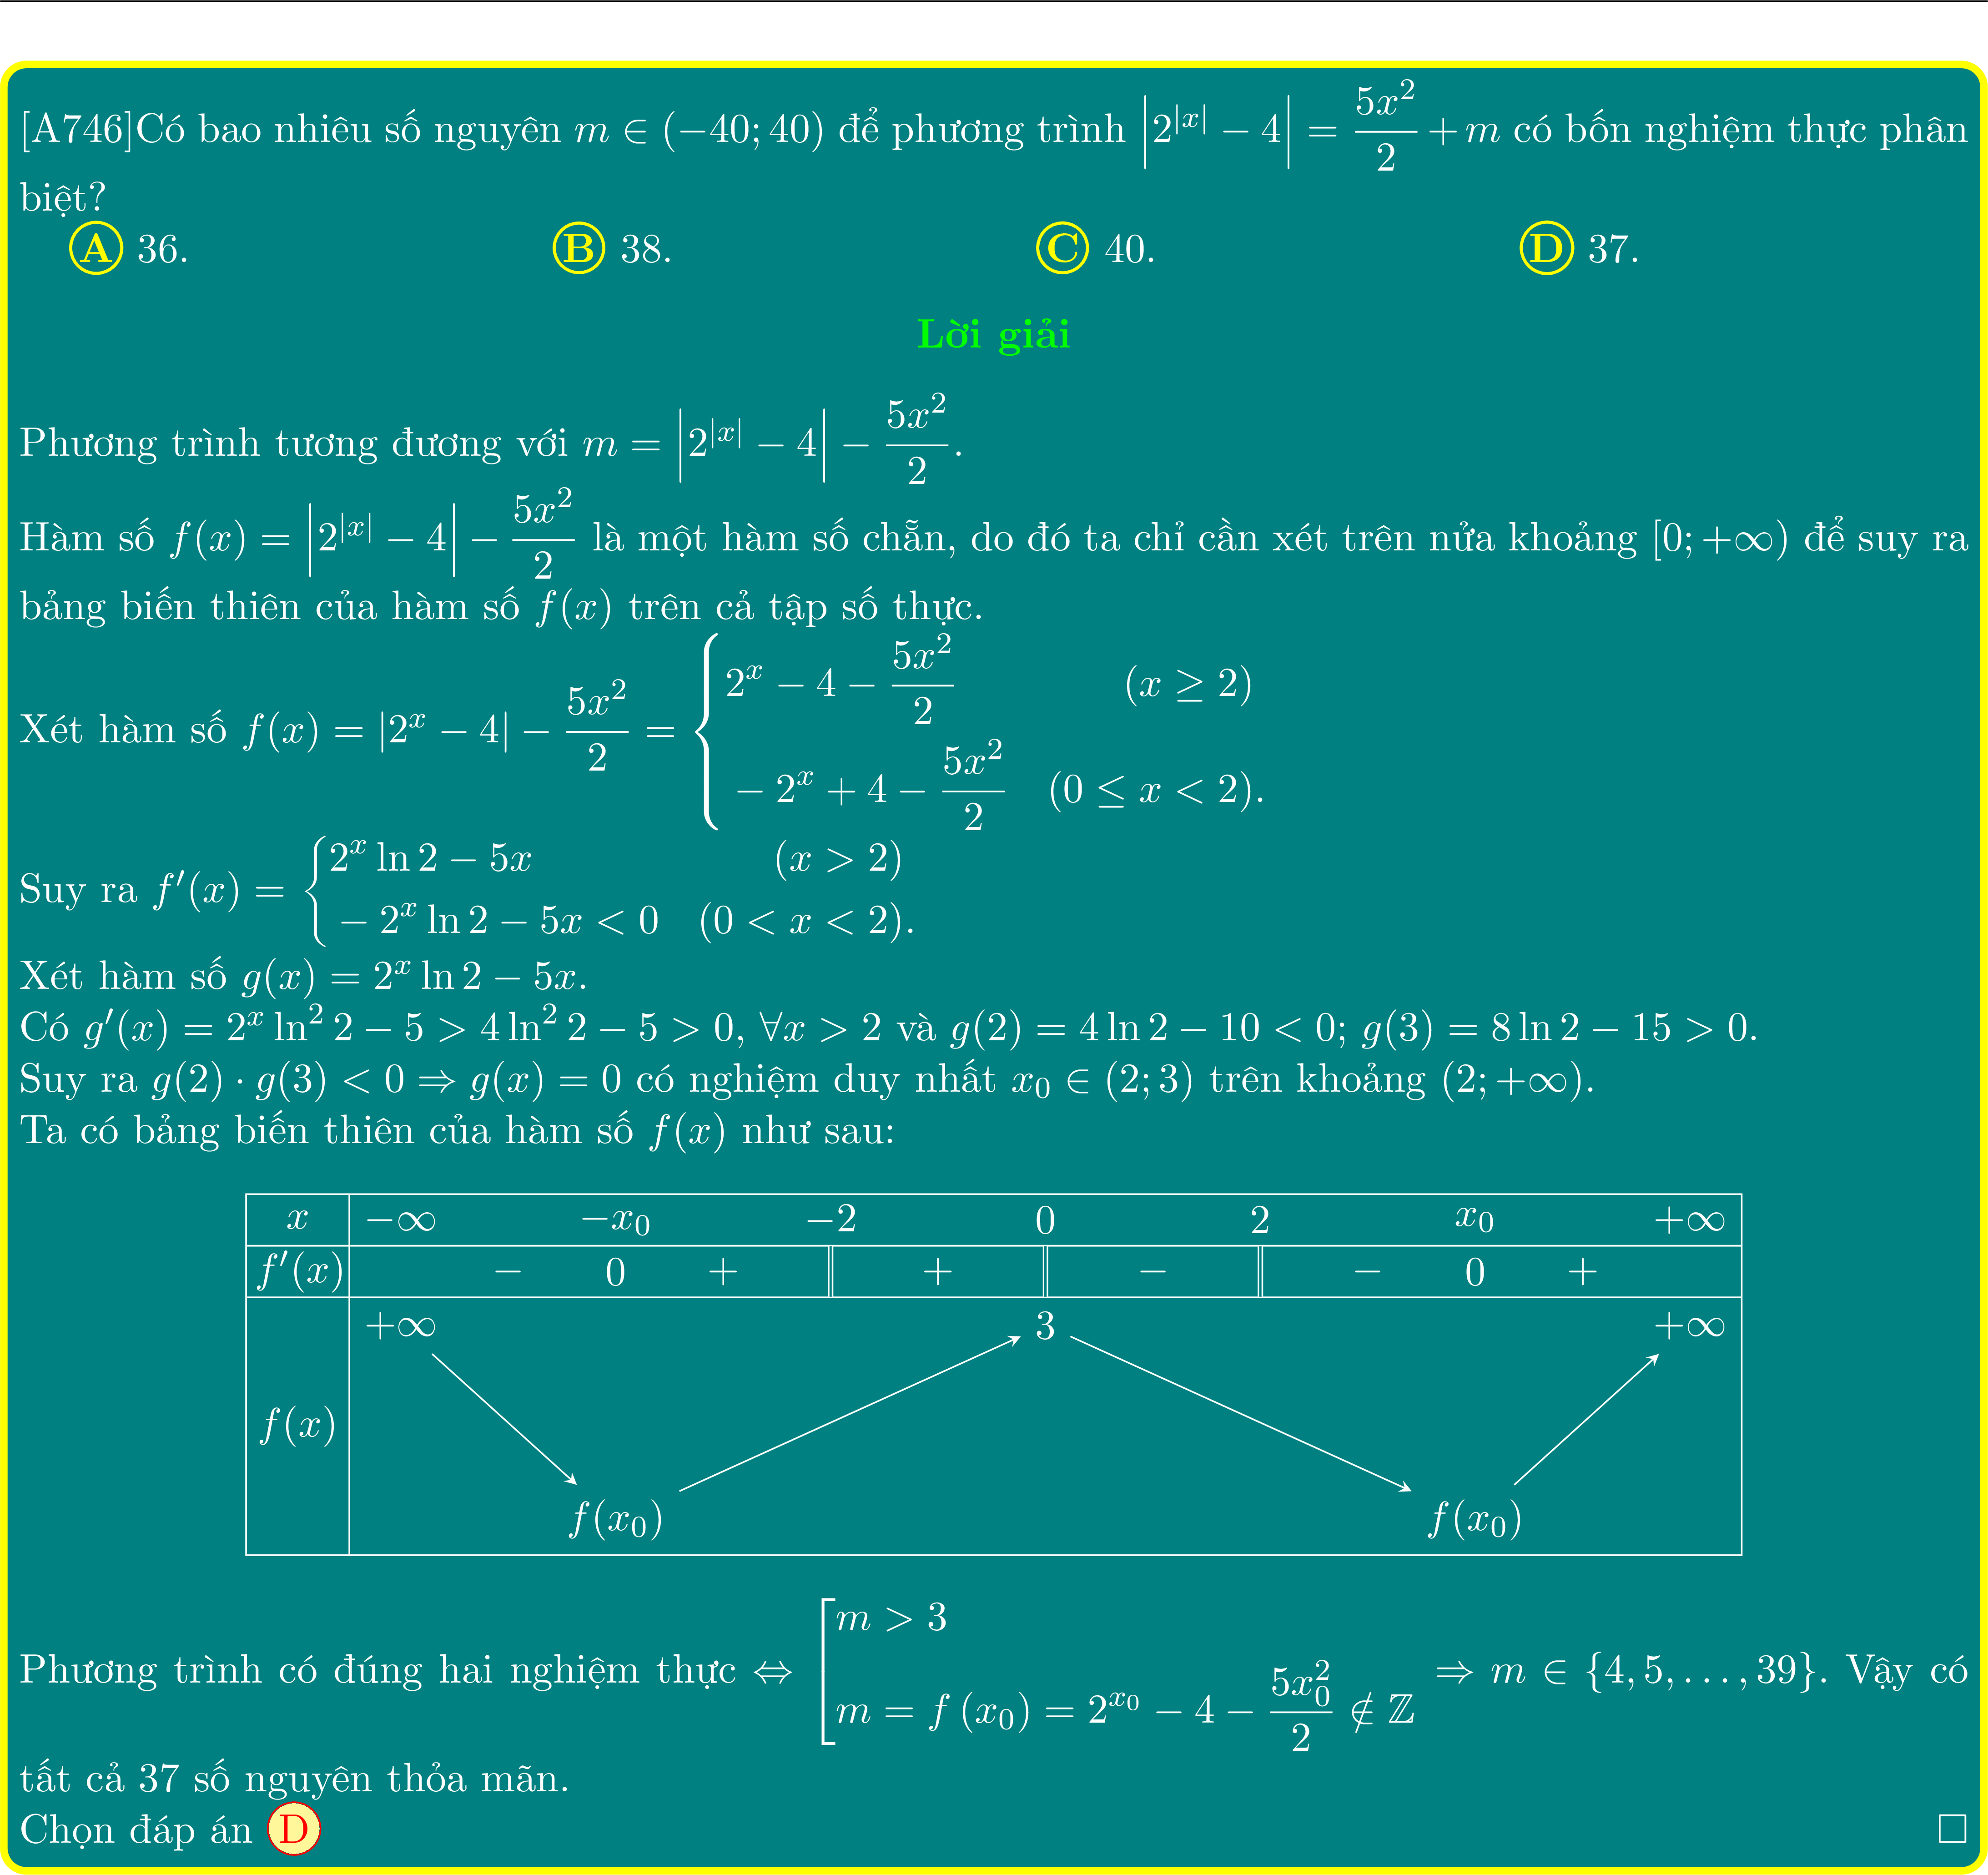 [A746]Có bao nhiêu số nguyên $m \in (-40; 40)$ để phương trình $\left|2^{|x|} - 4\right| = \dfrac{5x^2}{2} + m$ có bốn nghiệm thực phân
biệt?
A 36. B 38. C 40. D 37.
Lời giải
Phương trình tương đương với $m = \left|2^{|x|} - 4\right| - \dfrac{5x^2}{2}$.
Hàm số $f(x) = \left|2^{|x|} - 4\right| - \dfrac{5x^2}{2}$ là một hàm số chẵn, do đó ta chỉ cần xét trên nửa khoảng $[0; +\infty)$ để suy ra
bảng biến thiên của hàm số $f(x)$ trên cả tập số thực.
Xét hàm số $f(x) = |2^x - 4| - \dfrac{5x^2}{2} = \begin{cases} 2^x - 4 - \dfrac{5x^2}{2} & (x \geq 2) \\ -2^x + 4 - \dfrac{5x^2}{2} & (0 \leq x < 2). \end{cases}$
Suy ra $f'(x) = \begin{cases} 2^x \ln 2 - 5x & (x > 2) \\ -2^x \ln 2 - 5x < 0 & (0 < x < 2). \end{cases}$
Xét hàm số $g(x) = 2^x \ln 2 - 5x$.
Có $g'(x) = 2^x \ln^2 2 - 5 > 4 \ln^2 2 - 5 > 0, \forall x > 2$ và $g(2) = 4 \ln 2 - 10 < 0; g(3) = 8 \ln 2 - 15 > 0$.
Suy ra $g(2) \cdot g(3) < 0 \Rightarrow g(x) = 0$ có nghiệm duy nhất $x_0 \in (2; 3)$ trên khoảng $(2; +\infty)$.
Ta có bảng biến thiên của hàm số $f(x)$ như sau:
$x$ $-\infty$ $-x_0$ $-2$ $0$ $2$ $x_0$ $+\infty$
$f'(x)$ $-$ $0$ $+$ $+$ $-$ $-$ $0$ $+$
$+\infty$ $3$ $+\infty$
$f(x)$
$f(x_0)$ $f(x_0)$
Phương trình có đúng hai nghiệm thực $\Leftrightarrow \left[\begin{array}{l} m > 3 \\ m = f(x_0) = 2^{x_0} - 4 - \dfrac{5x_0^2}{2} \notin \mathbb{Z} \end{array}\right. \Rightarrow m \in \{4, 5, \ldots, 39\}$. Vậy có
tất cả 37 số nguyên thỏa mãn.
Chọn đáp án D □